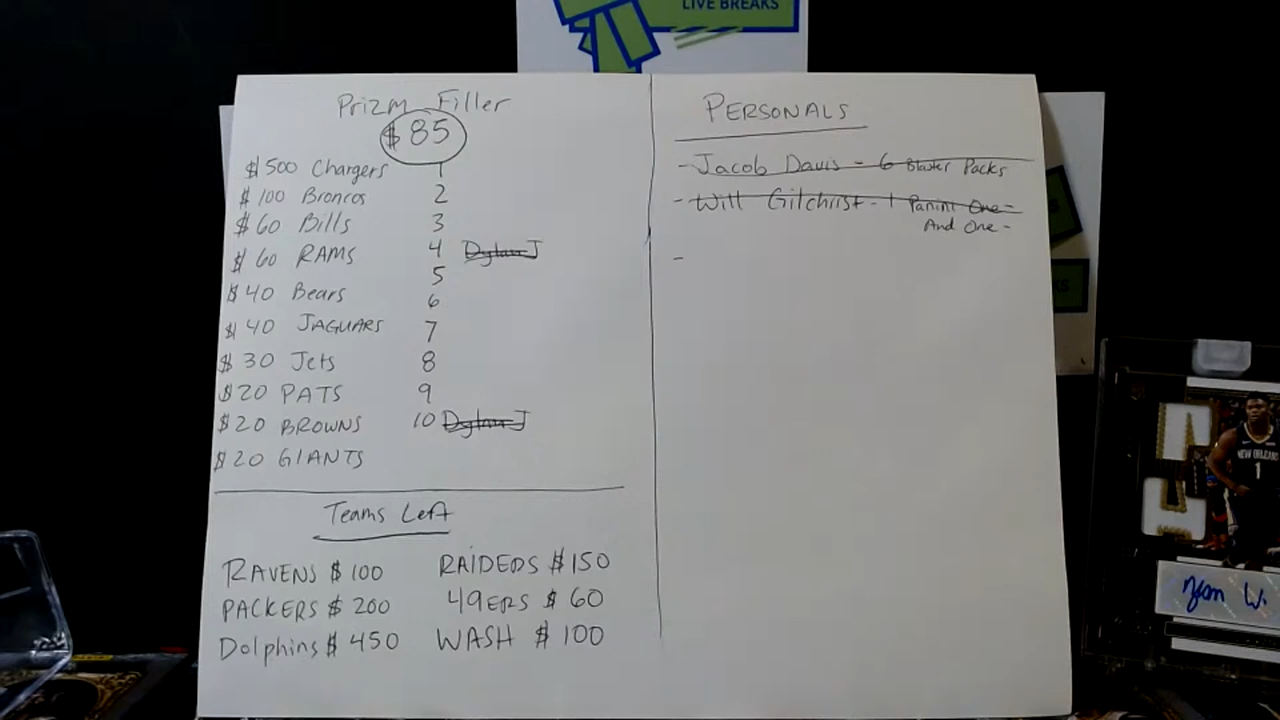 LIVE BREAKS
Prizm Filler
$85
$500 Chargers 1
$100 Broncos 2
$60 Bills 3
$60 RAMS 4 Dylan J
5
$40 Bears 6
$40 JAGUARS 7
$30 Jets 8
$20 PATS 9
$20 BROWNS 10 Dylan J
$20 GIANTS
Teams Left
RAVENS $100 RAIDERS $150
PACKERS $200 49ERS $60
Dolphins $450 WASH $100
PERSONALS
- Jacob Davis - 6 Blaster Packs
- Will Gilchrist - 1 Panini One -
And One -
-
NEW ORLEANS
1